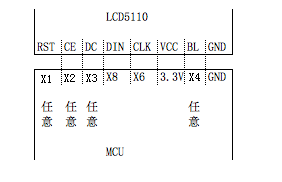 LCD5110
RST CE DC DIN CLK VCC BL GND
X1 X2 X3 X8 X6 3.3V X4 GND
任 任 任 任
意 意 意 意
MCU